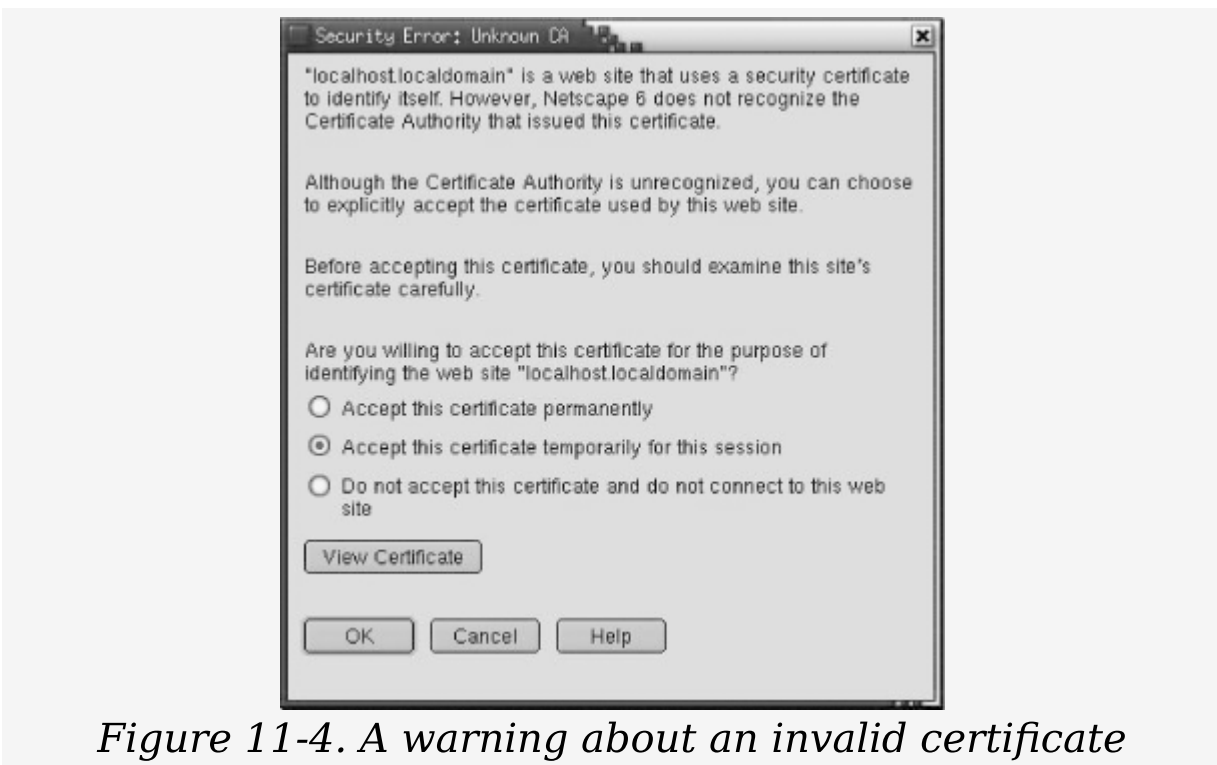 Security Error: Unknoun CA
"localhost.localdomain" is a web site that uses a security certificate
to identify itself. However, Netscape 6 does not recognize the
Certificate Authority that issued this certificate.
Although the Certificate Authority is unrecognized, you can choose
to explicitly accept the certificate used by this web site.
Before accepting this certificate, you should examine this site's
certificate carefully.
Are you willing to accept this certificate for the purpose of
identifying the web site "localhost.localdomain"?
Accept this certificate permanently
Accept this certificate temporarily for this session
Do not accept this certificate and do not connect to this web
site
View Certificate
OK Cancel Help
Figure 11-4. A warning about an invalid certificate